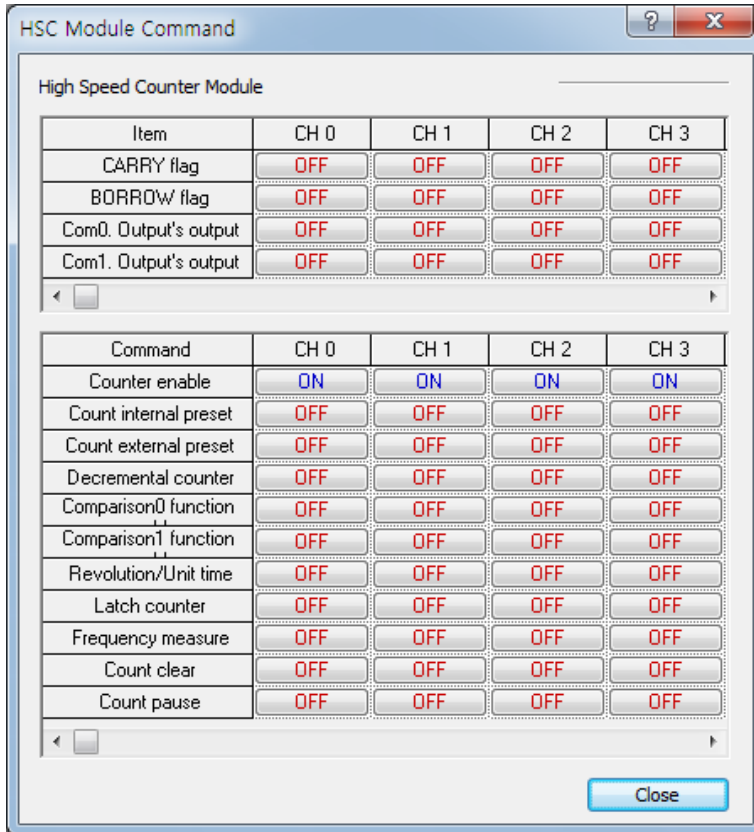 HSC Module Command
High Speed Counter Module
Item CH 0 CH 1 CH 2 CH 3
CARRY flag OFF OFF OFF OFF
BORROW flag OFF OFF OFF OFF
Com0. Output's output OFF OFF OFF OFF
Com1. Output's output OFF OFF OFF OFF
Command CH 0 CH 1 CH 2 CH 3
Counter enable ON ON ON ON
Count internal preset OFF OFF OFF OFF
Count external preset OFF OFF OFF OFF
Decremental counter OFF OFF OFF OFF
Comparison0 function OFF OFF OFF OFF
Comparison1 function OFF OFF OFF OFF
Revolution/Unit time OFF OFF OFF OFF
Latch counter OFF OFF OFF OFF
Frequency measure OFF OFF OFF OFF
Count clear OFF OFF OFF OFF
Count pause OFF OFF OFF OFF
Close